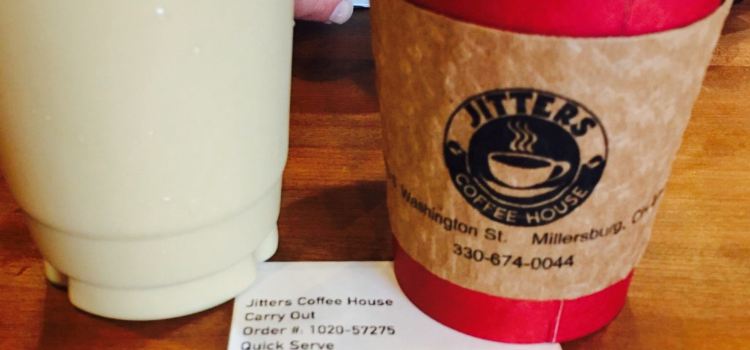 JITTERS
COFFEE HOUSE
Washington St. Millersburg,
330-674-0044
Jitters Coffee House
Carry Out
Order #: 1020-57275
Quick Serve